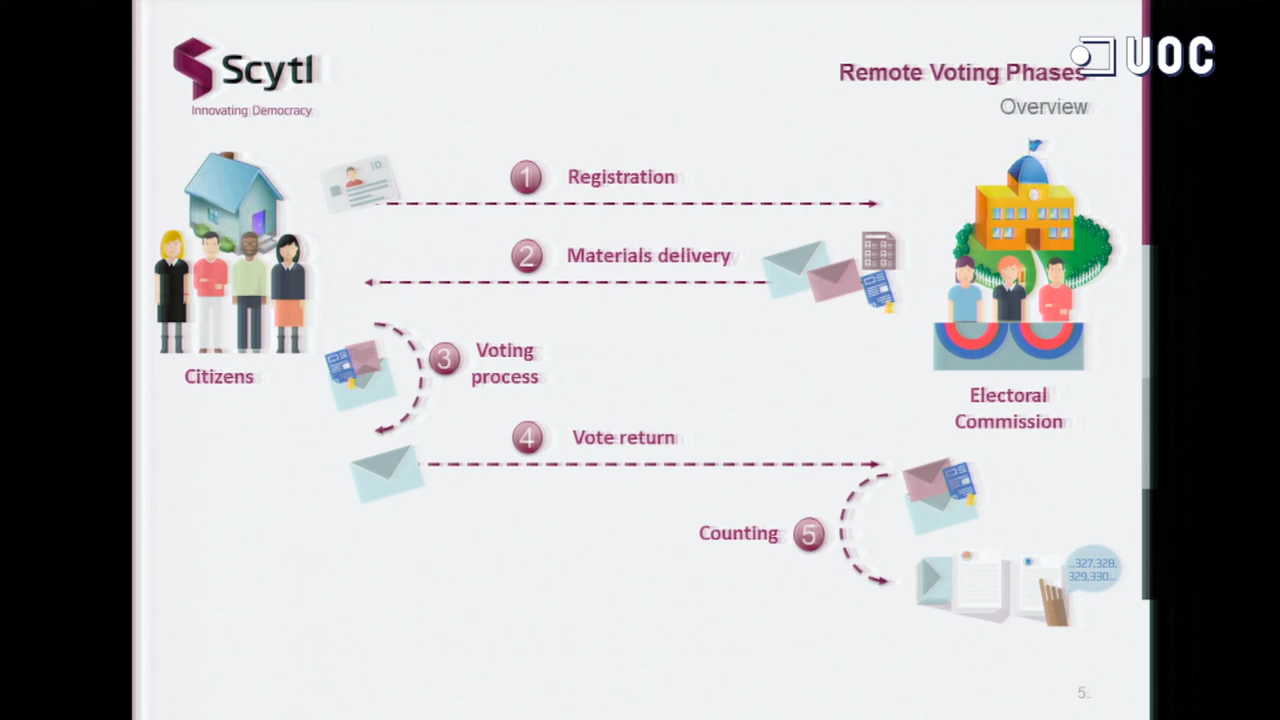 Scytl
Innovating Democracy
UOC
Remote Voting Phases
Overview
ID
1 Registration
2 Materials delivery
3 Voting
process
Citizens
Electoral
Commission
4 Vote return
Counting 5
...327,328,
329,330...
5